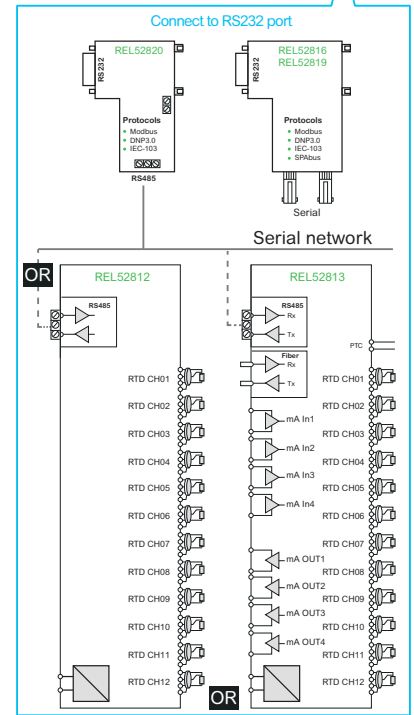 Connect to RS232 port
REL52820
RS232
Protocols
• Modbus
• DNP3.0
• IEC-103
RS485
REL52816
REL52819
RS232
Protocols
• Modbus
• DNP3.0
• IEC-103
• SPAbus
Serial
Serial network
OR
REL52812
RS485
RTD CH01
RTD CH02
RTD CH03
RTD CH04
RTD CH05
RTD CH06
RTD CH07
RTD CH08
RTD CH09
RTD CH10
RTD CH11
RTD CH12
OR
REL52813
RS485
Rx
Tx
Fiber
Rx
Tx
mA In1
mA In2
mA In3
mA In4
mA OUT1
mA OUT2
mA OUT3
mA OUT4
PTC
RTD CH01
RTD CH02
RTD CH03
RTD CH04
RTD CH05
RTD CH06
RTD CH07
RTD CH08
RTD CH09
RTD CH10
RTD CH11
RTD CH12